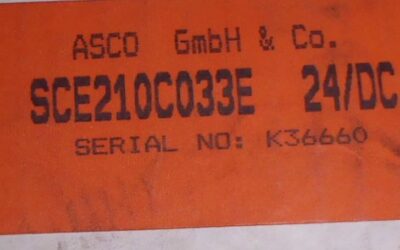 ASCO GmbH & Co.
SCE210C033E 24/DC
SERIAL NO: K36660